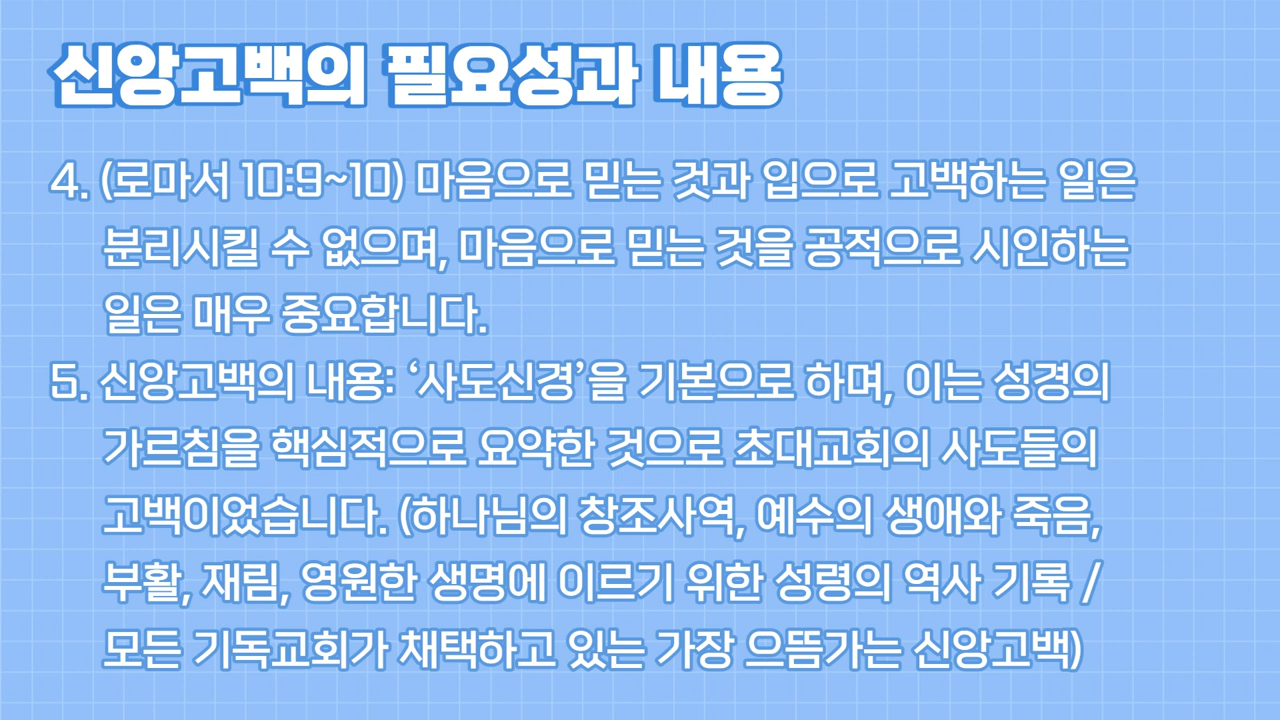 신앙고백의 필요성과 내용
4. (로마서 10:9~10) 마음으로 믿는 것과 입으로 고백하는 일은
분리시킬 수 없으며, 마음으로 믿는 것을 공적으로 시인하는
일은 매우 중요합니다.
5. 신앙고백의 내용: ‘사도신경’을 기본으로 하며, 이는 성경의
가르침을 핵심적으로 요약한 것으로 초대교회의 사도들의
고백이었습니다. (하나님의 창조사역, 예수의 생애와 죽음,
부활, 재림, 영원한 생명에 이르기 위한 성령의 역사 기록 /
모든 기독교회가 채택하고 있는 가장 으뜸가는 신앙고백)